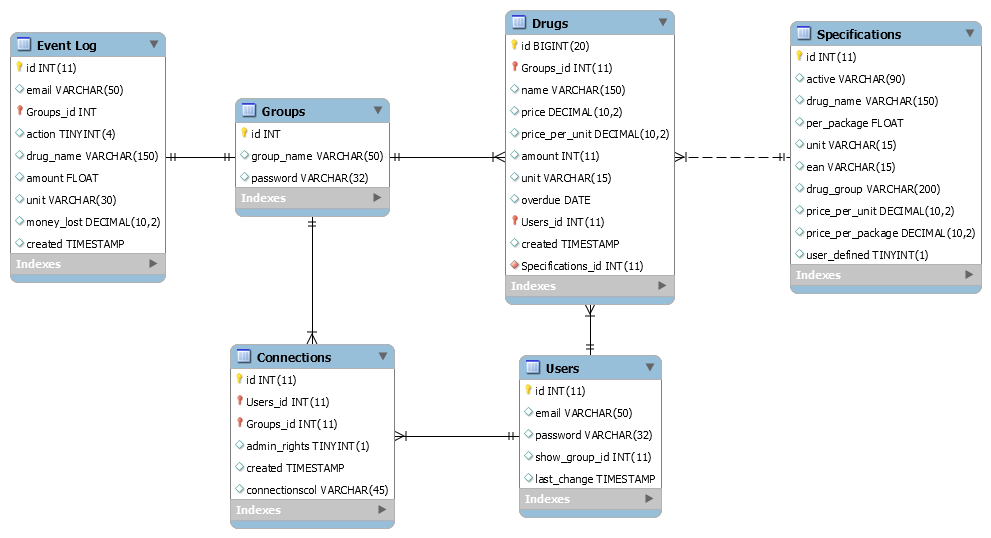 Event Log
id INT(11)
email VARCHAR(50)
Groups_id INT
action TINYINT(4)
drug_name VARCHAR(150)
amount FLOAT
unit VARCHAR(30)
money_lost DECIMAL(10,2)
created TIMESTAMP
Indexes
Groups
id INT
group_name VARCHAR(50)
password VARCHAR(32)
Indexes
Drugs
id BIGINT(20)
Groups_id INT(11)
name VARCHAR(150)
price DECIMAL(10,2)
price_per_unit DECIMAL(10,2)
amount INT(11)
unit VARCHAR(15)
overdue DATE
Users_id INT(11)
created TIMESTAMP
Specifications_id INT(11)
Indexes
Specifications
id INT(11)
active VARCHAR(90)
drug_name VARCHAR(150)
per_package FLOAT
unit VARCHAR(15)
ean VARCHAR(15)
drug_group VARCHAR(200)
price_per_unit DECIMAL(10,2)
price_per_package DECIMAL(10,2)
user_defined TINYINT(1)
Indexes
Connections
id INT(11)
Users_id INT(11)
Groups_id INT(11)
admin_rights TINYINT(1)
created TIMESTAMP
connectionscol VARCHAR(45)
Indexes
Users
id INT(11)
email VARCHAR(50)
password VARCHAR(32)
show_group_id INT(11)
last_change TIMESTAMP
Indexes